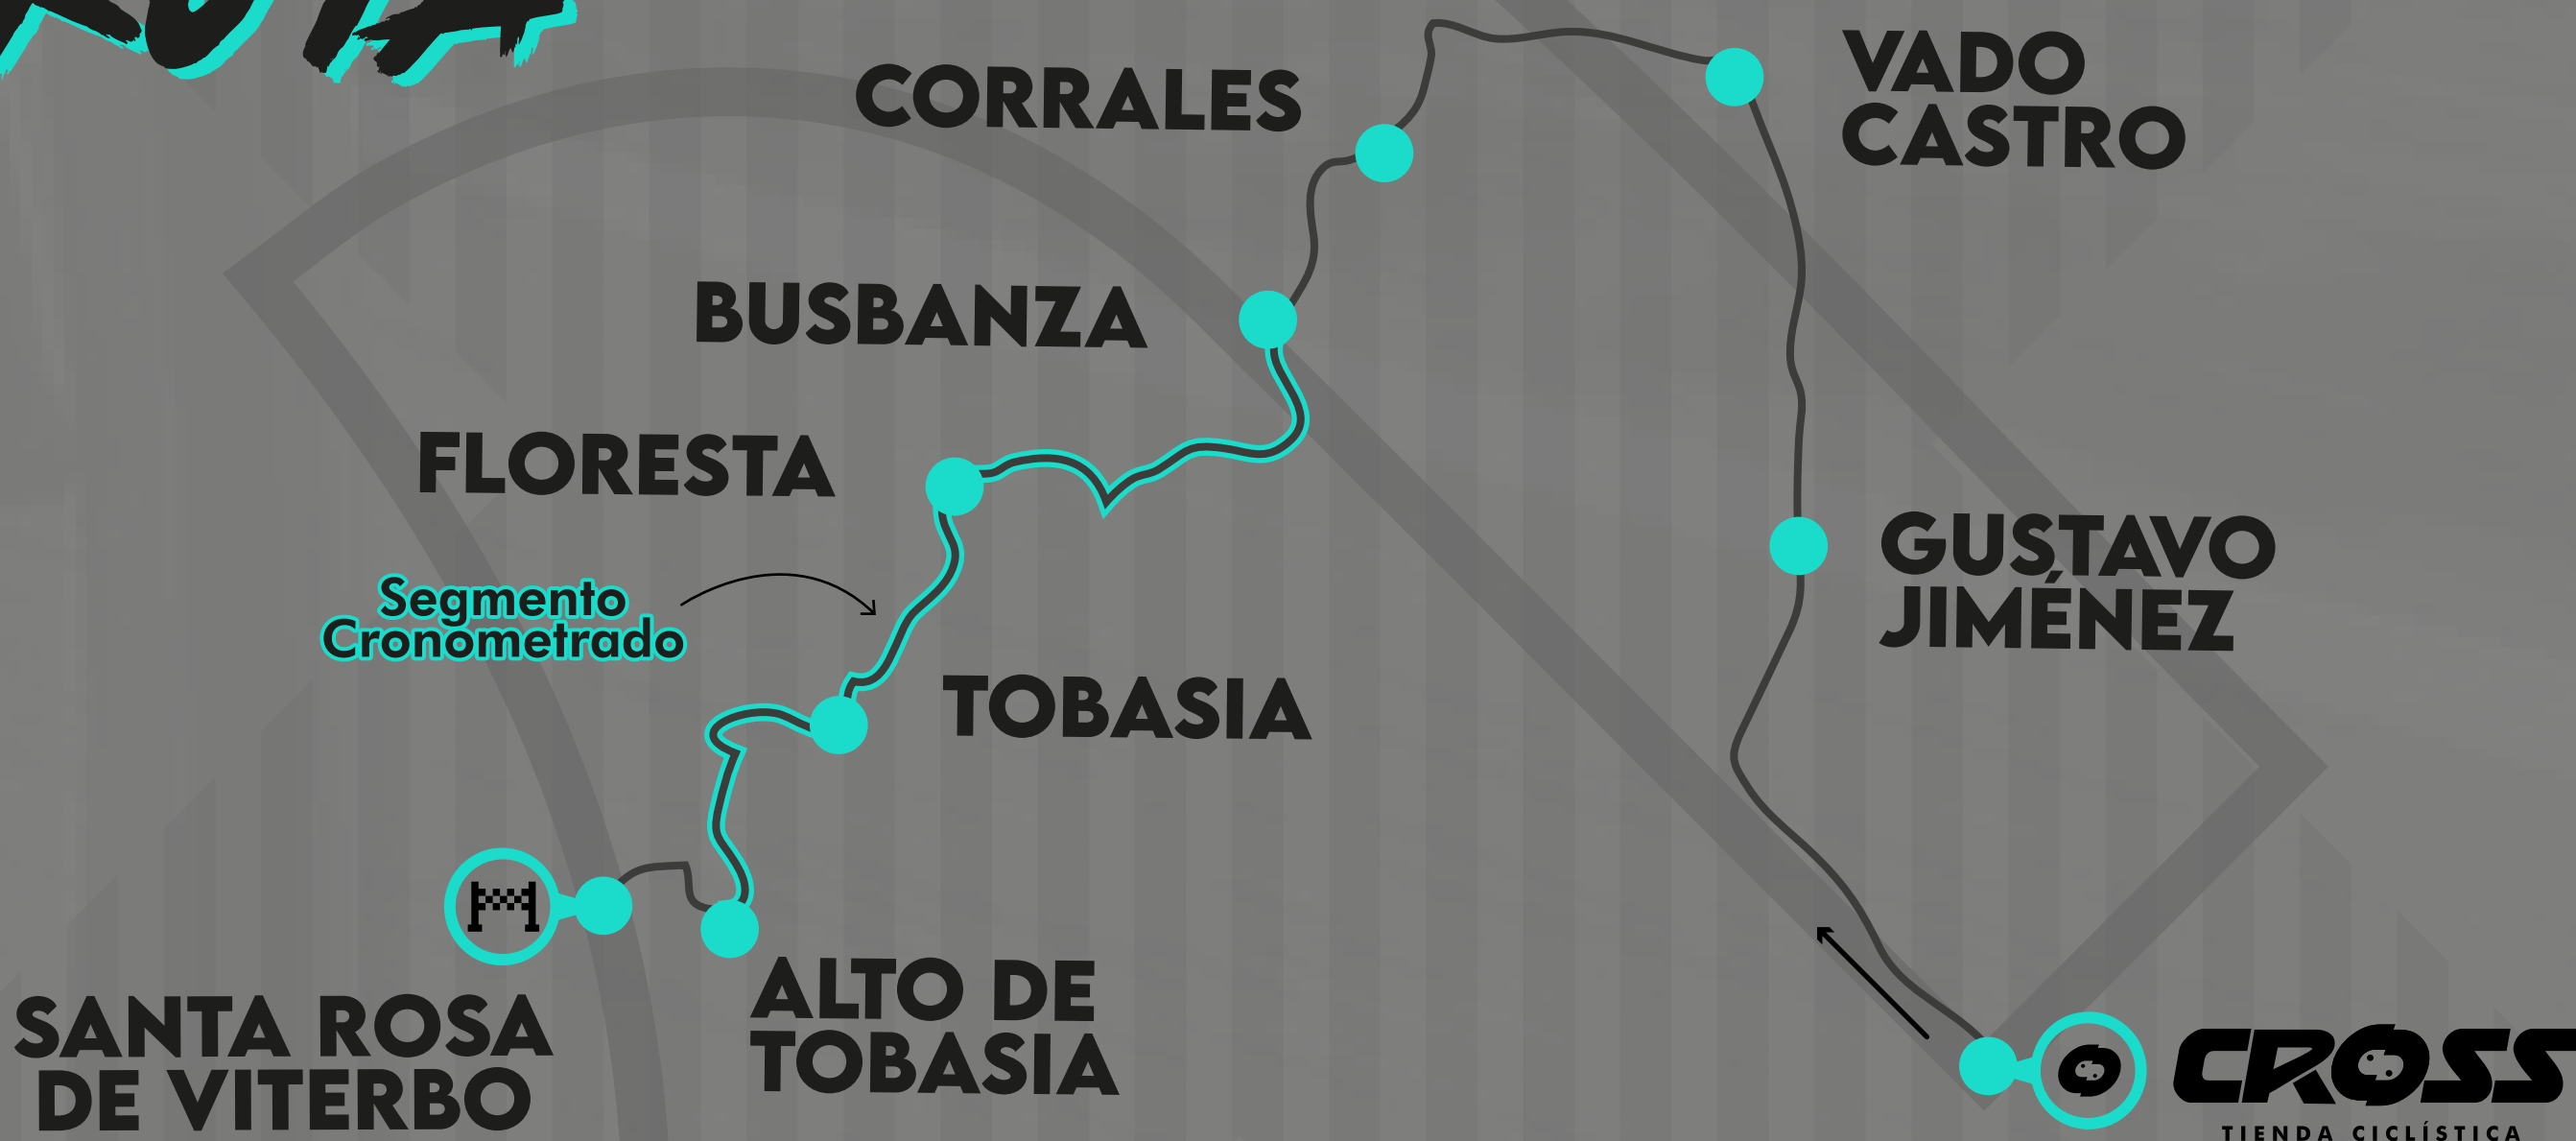 CORRALES
VADO
CASTRO
BUSBANZA
FLORESTA
Segmento
Cronometrado
GUSTAVO
JIMÉNEZ
TOBASIA
ALTO DE
TOBASIA
SANTA ROSA
DE VITERBO
CROSS
TIENDA CICLÍSTICA